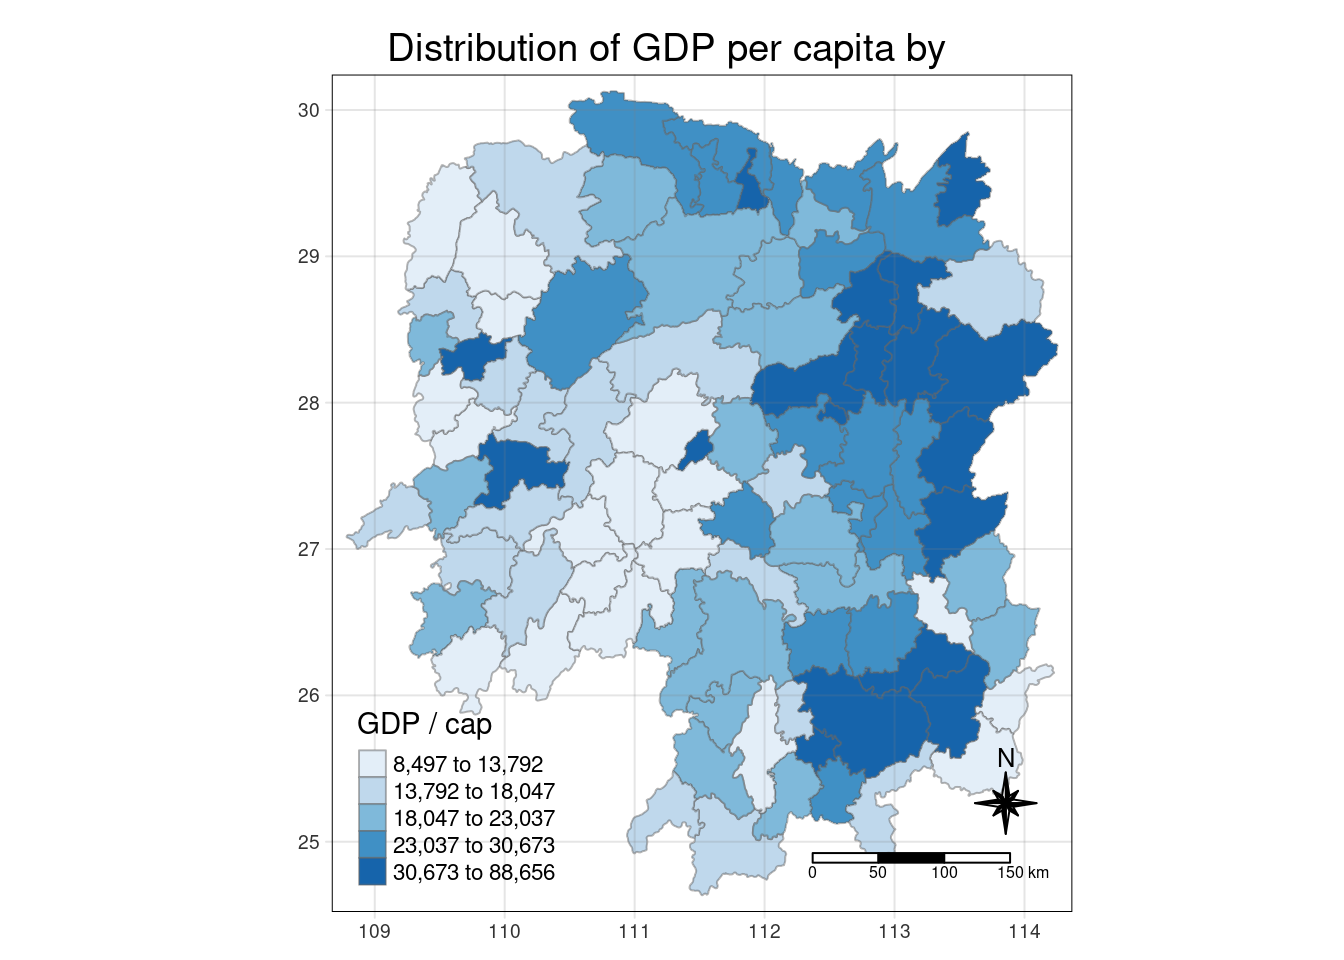 Distribution of GDP per capita by
30
29
28
27
26
25
GDP / cap
8,497 to 13,792
13,792 to 18,047
18,047 to 23,037
23,037 to 30,673
30,673 to 88,656
N
0 50 100 150 km
109 110 111 112 113 114